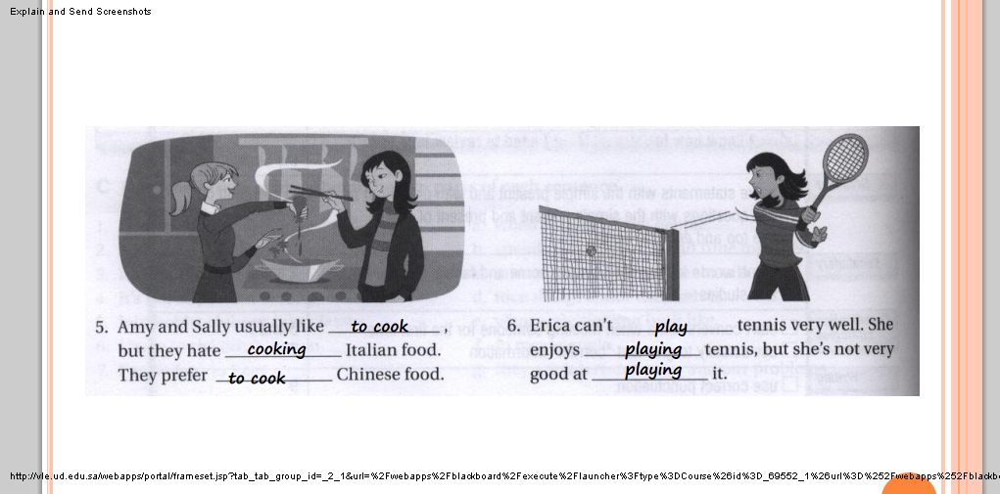 Explain and Send Screenshots
5. Amy and Sally usually like to cook,
but they hate cooking Italian food.
They prefer to cook Chinese food.
6. Erica can't play tennis very well. She
enjoys playing tennis, but she's not very
good at playing it.
http://vle.ud.edu.sa/webapps/portal/frameset.jsp?tab_tab_group_id=_2_1&url=%2Fwebapps%2Fblackboard%2Fexecute%2Flauncher%3Ftype%3DCourse%26id%3D_69552_1%26url%3D%252Fwebapps%252Fblackbo